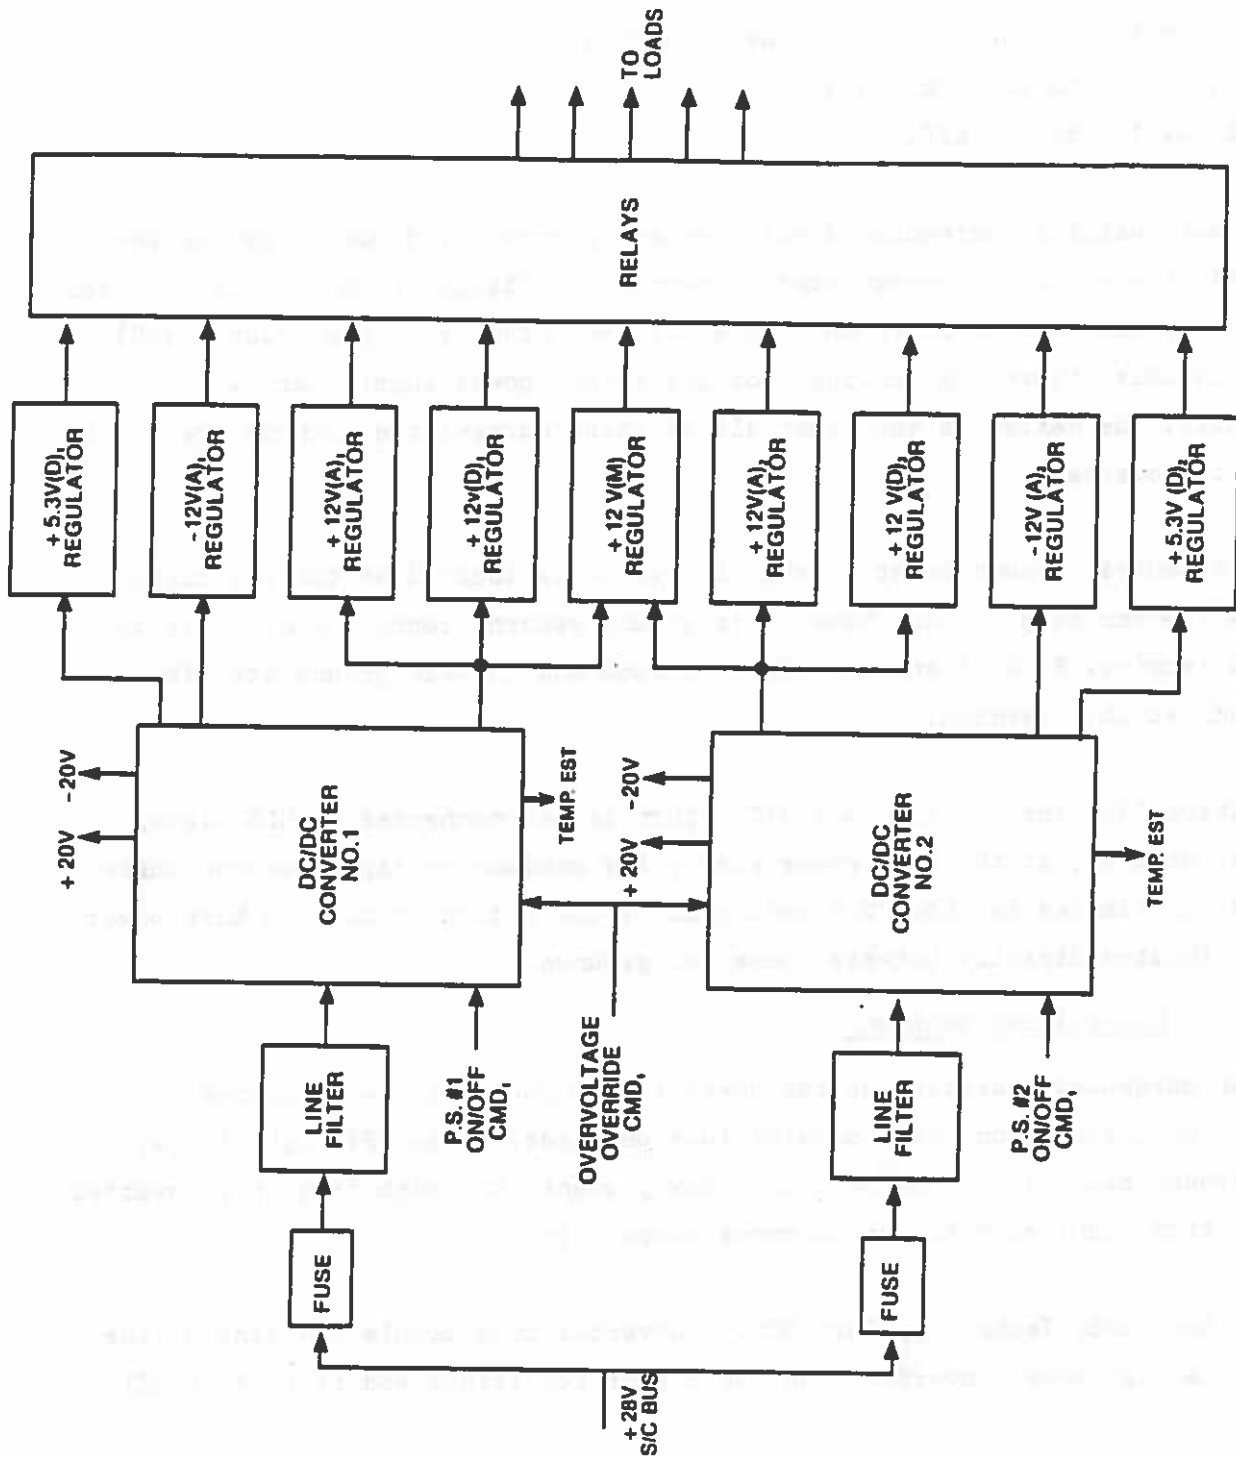 +28V
S/C BUS
FUSE
LINE
FILTER
P.S. #1
ON/OFF
CMD,
OVERVOLTAGE
OVERRIDE
CMD,
FUSE
LINE
FILTER
P.S. #2
ON/OFF
CMD,
DC/DC
CONVERTER
NO.1
+20V
-20V
TEMP. EST
DC/DC
CONVERTER
NO.2
+20V
-20V
TEMP. EST
+ 5.3V(D)₁
REGULATOR
-12V(A)₁
REGULATOR
+ 12V(A)₁
REGULATOR
+ 12v(D)₁
REGULATOR
+ 12 V(M)
REGULATOR
+ 12V(A)₂
REGULATOR
+ 12 V(D)₂
REGULATOR
-12V (A)₂
REGULATOR
+ 5.3V (D)₂
REGULATOR
RELAYS
TO
LOADS